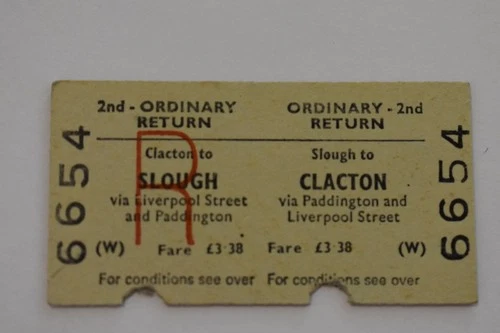 2nd - ORDINARY
RETURN
Clacton to
SLOUGH
via Liverpool Street
and Paddington
(W) Fare £3·38
For conditions see over
R
6654
ORDINARY - 2nd
RETURN
Slough to
CLACTON
via Paddington and
Liverpool Street
Fare £3·38 (W)
For conditions see over
6654